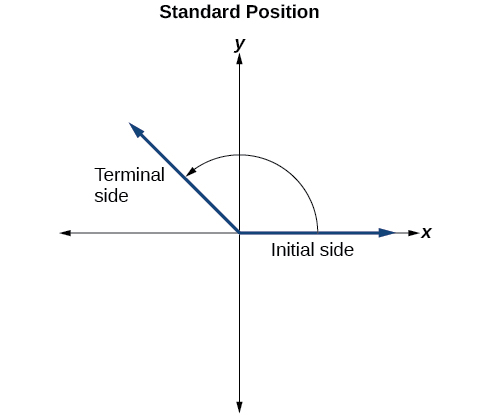 Standard Position
y
Terminal
side
x
Initial side